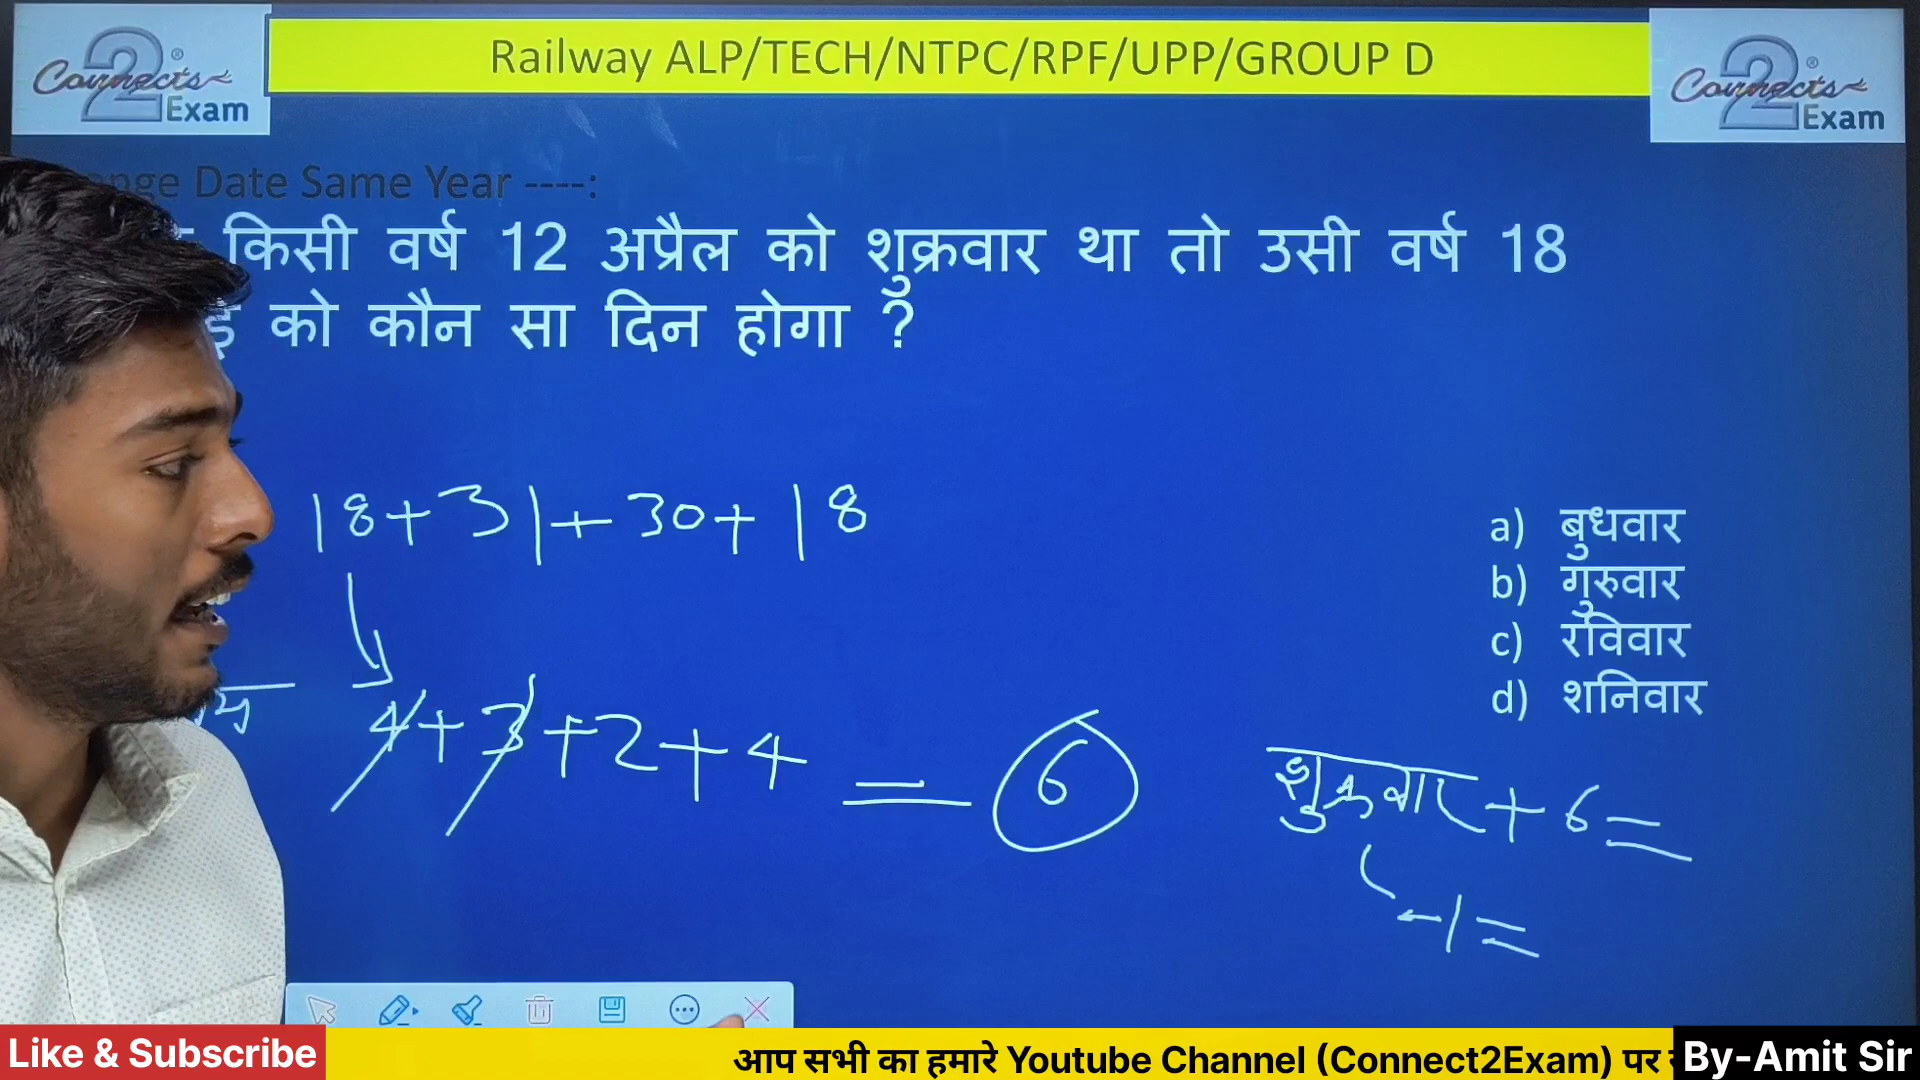 Connects 2 Exam
Railway ALP/TECH/NTPC/RPF/UPP/GROUP D
Connects 2 Exam
Date Same Year ----:
किसी वर्ष 12 अप्रैल को शुक्रवार था तो उसी वर्ष 18
को कौन सा दिन होगा ?
18+31+30+18
4+3+2+4 = 6
a) बुधवार
b) गुरुवार
c) रविवार
d) शनिवार
शुक्रवार+6=
-1=
Like & Subscribe
आप सभी का हमारे Youtube Channel (Connect2Exam) पर
By-Amit Sir